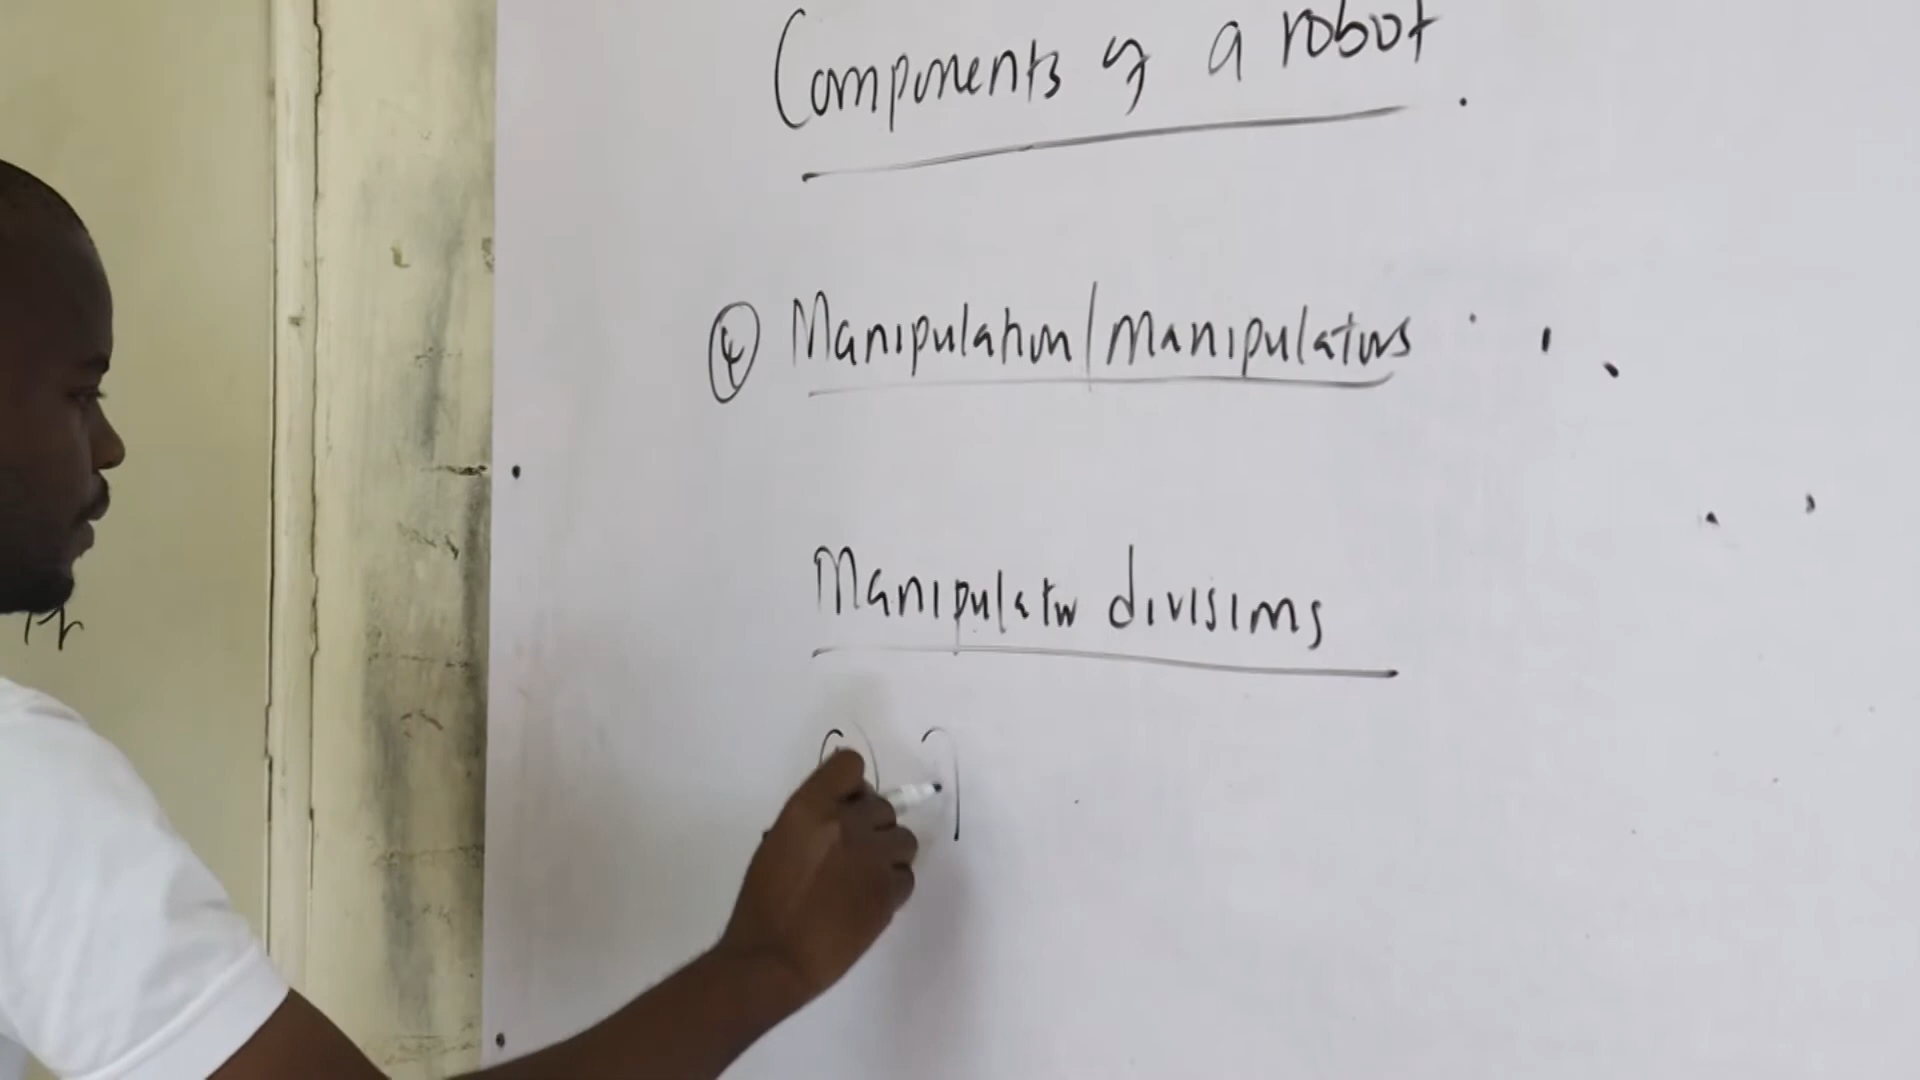 Components of a robot.
④ Manipulation/Manipulators
Manipulator divisions